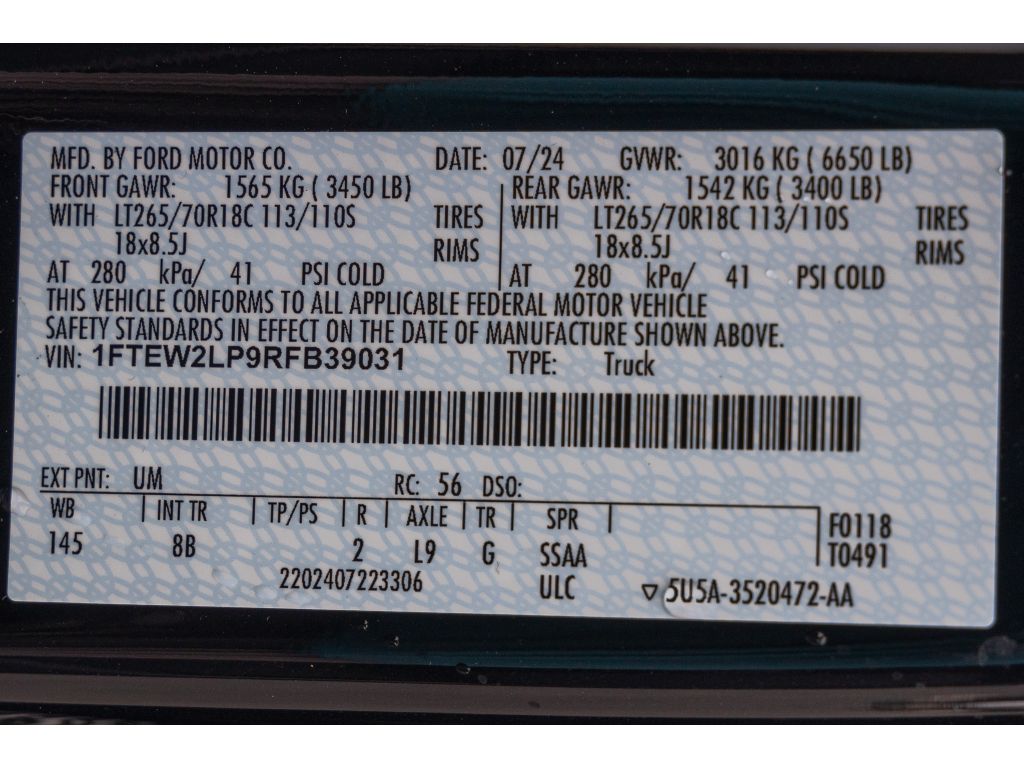 MFD. BY FORD MOTOR CO. DATE: 07/24 GVWR: 3016 KG ( 6650 LB)
FRONT GAWR: 1565 KG ( 3450 LB) REAR GAWR: 1542 KG ( 3400 LB)
WITH LT265/70R18C 113/110S TIRES WITH LT265/70R18C 113/110S TIRES
18x8.5J RIMS 18x8.5J RIMS
AT 280 kPa/ 41 PSI COLD AT 280 kPa/ 41 PSI COLD
THIS VEHICLE CONFORMS TO ALL APPLICABLE FEDERAL MOTOR VEHICLE
SAFETY STANDARDS IN EFFECT ON THE DATE OF MANUFACTURE SHOWN ABOVE.
VIN: 1FTEW2LP9RFB39031 TYPE: Truck
EXT PNT: UM RC: 56 DSO:
WB INT TR TP/PS R AXLE TR SPR F0118
145 8B 2 L9 G SSAA T0491
2202407223306 ULC ▽5U5A-3520472-AA